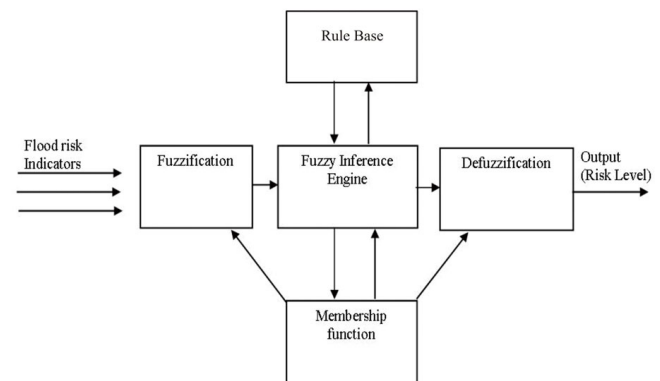 Rule Base
Flood risk
Indicators
Fuzzification
Fuzzy Inference
Engine
Defuzzification
Output
(Risk Level)
Membership
function